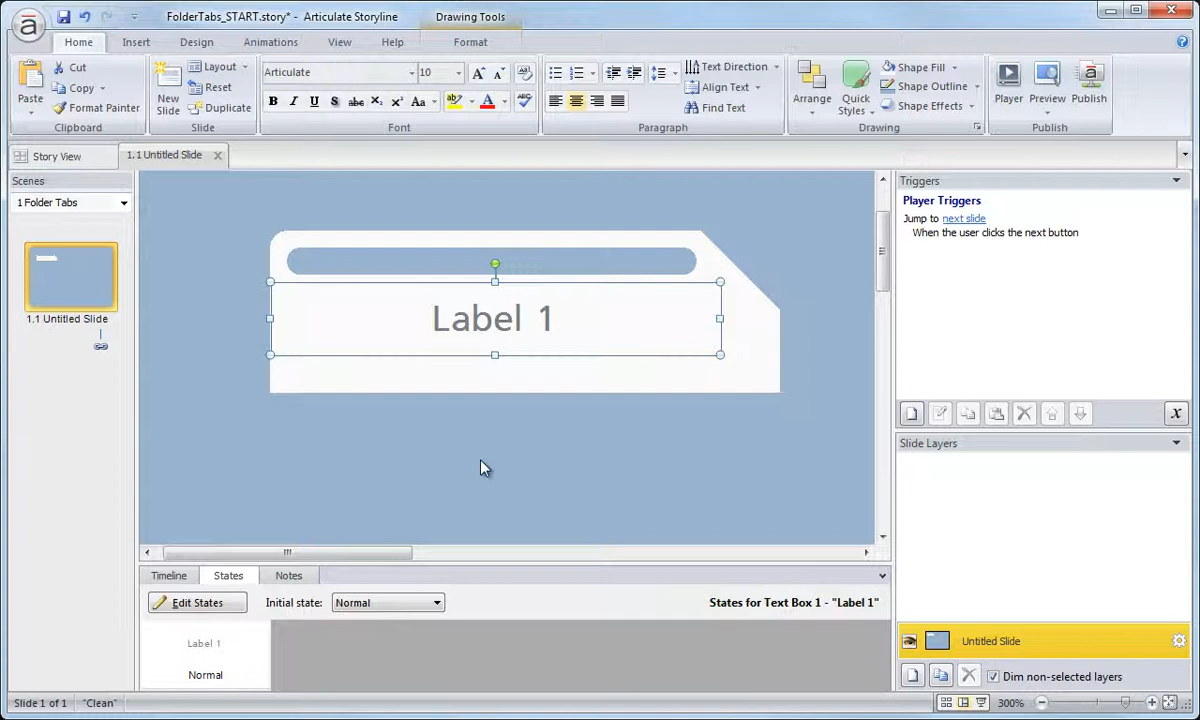 FolderTabs_START.story* - Articulate Storyline
Drawing Tools
Home
Insert
Design
Animations
View
Help
Format
Paste
Cut
Copy
Format Painter
Clipboard
New Slide
Layout
Reset
Duplicate
Slide
Articulate
10
B I U S abc X₂ X² Aa
Font
Text Direction
Align Text
Find Text
Paragraph
Arrange
Quick Styles
Shape Fill
Shape Outline
Shape Effects
Drawing
Player
Preview
Publish
Publish
Story View
1.1 Untitled Slide
Scenes
1 Folder Tabs
1.1 Untitled Slide
Label 1
Triggers
Player Triggers
Jump to next slide
When the user clicks the next button
Slide Layers
Untitled Slide
Dim non-selected layers
Timeline
States
Notes
Edit States
Initial state:
Normal
States for Text Box 1 - "Label 1"
Label 1
Normal
Slide 1 of 1
"Clean"
300%